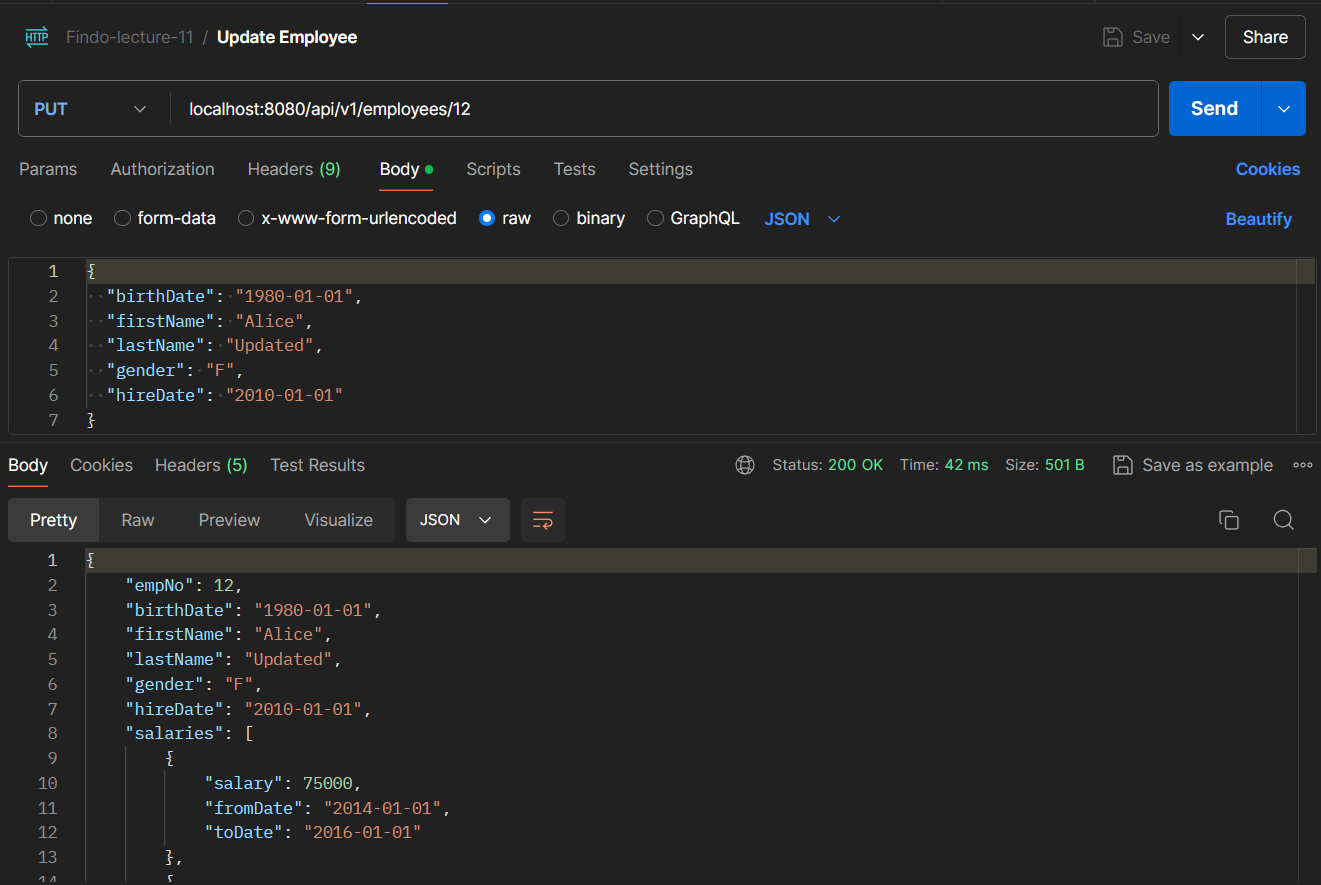 HTTP Findo-lecture-11 / Update Employee Save Share
PUT localhost:8080/api/v1/employees/12 Send
Params Authorization Headers (9) Body Scripts Tests Settings Cookies
none form-data x-www-form-urlencoded raw binary GraphQL JSON Beautify
1 {
2 "birthDate": "1980-01-01",
3 "firstName": "Alice",
4 "lastName": "Updated",
5 "gender": "F",
6 "hireDate": "2010-01-01"
7 }
Body Cookies Headers (5) Test Results Status: 200 OK Time: 42 ms Size: 501 B Save as example
Pretty Raw Preview Visualize JSON
1 {
2 "empNo": 12,
3 "birthDate": "1980-01-01",
4 "firstName": "Alice",
5 "lastName": "Updated",
6 "gender": "F",
7 "hireDate": "2010-01-01",
8 "salaries": [
9 {
10 "salary": 75000,
11 "fromDate": "2014-01-01",
12 "toDate": "2016-01-01"
13 },
14 {